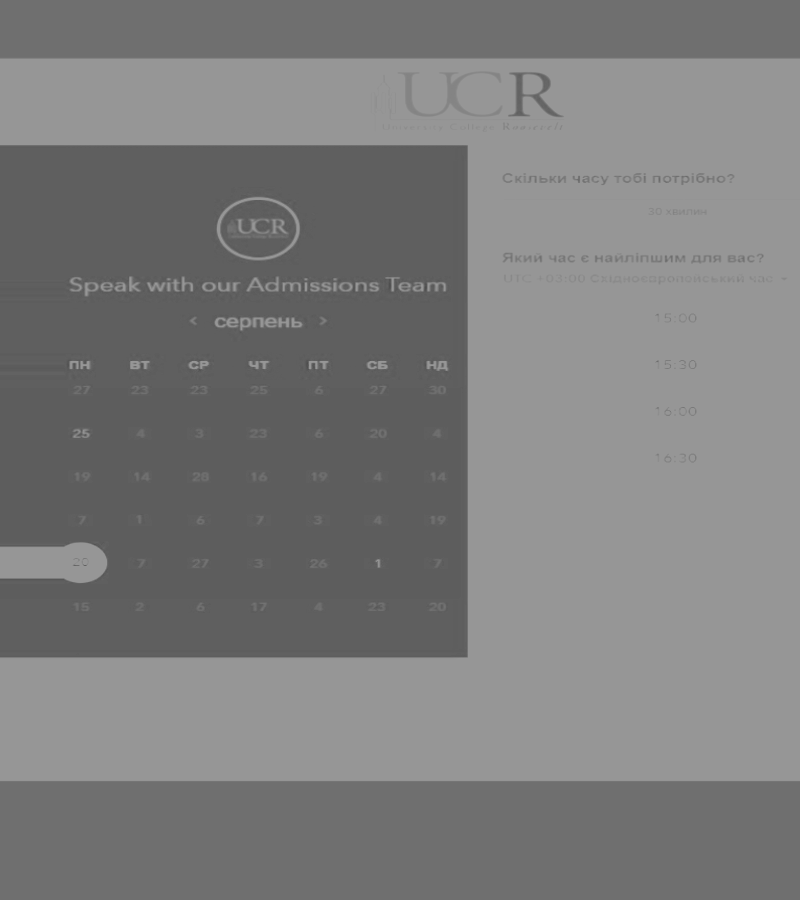 UCR
University College Roosevelt
UCR
Speak with our Admissions Team
< серпень >
ПН ВТ СР ЧТ ПТ СБ НД
27 23 23 25 6 27 30
25 4 3 23 6 20 4
19 14 28 16 19 4 14
7 1 6 7 3 4 19
20 7 27 3 26 1 7
15 2 6 17 4 23 20
Скільки часу тобі потрібно?
30 хвилин
Який час є найліпшим для вас?
UTC +03:00 Східноєвропейський час
15:00
15:30
16:00
16:30